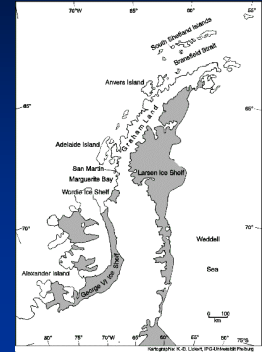 70°W
65°
60°
55°
South Shetland Islands
Bransfield Strait
Anvers Island
65°
Graham Land
Adelaide Island
San Martin
Marguerite Bay
Wordie Ice Shelf
Larsen Ice Shelf
70°
70°
Weddell
Sea
Alexander Island
George VI Ice Shelf
0 100
km
80°
75°W
70°
65°
60°
75°S
Kartographie: K.-D. Lickert, IPG-Universität Freiburg